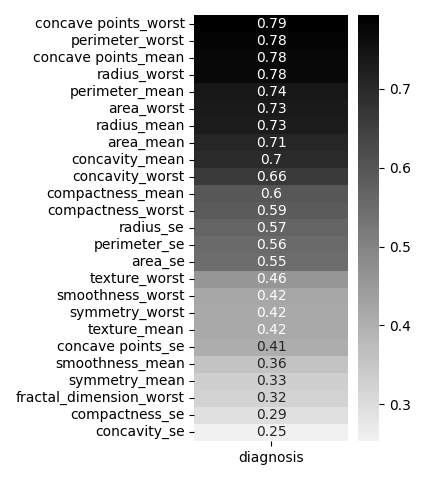 concave points_worst 0.79
perimeter_worst 0.78
concave points_mean 0.78
radius_worst 0.78
perimeter_mean 0.74
area_worst 0.73
radius_mean 0.73
area_mean 0.71
concavity_mean 0.7
concavity_worst 0.66
compactness_mean 0.6
compactness_worst 0.59
radius_se 0.57
perimeter_se 0.56
area_se 0.55
texture_worst 0.46
smoothness_worst 0.42
symmetry_worst 0.42
texture_mean 0.42
concave points_se 0.41
smoothness_mean 0.36
symmetry_mean 0.33
fractal_dimension_worst 0.32
compactness_se 0.29
concavity_se 0.25
diagnosis
0.7
0.6
0.5
0.4
0.3